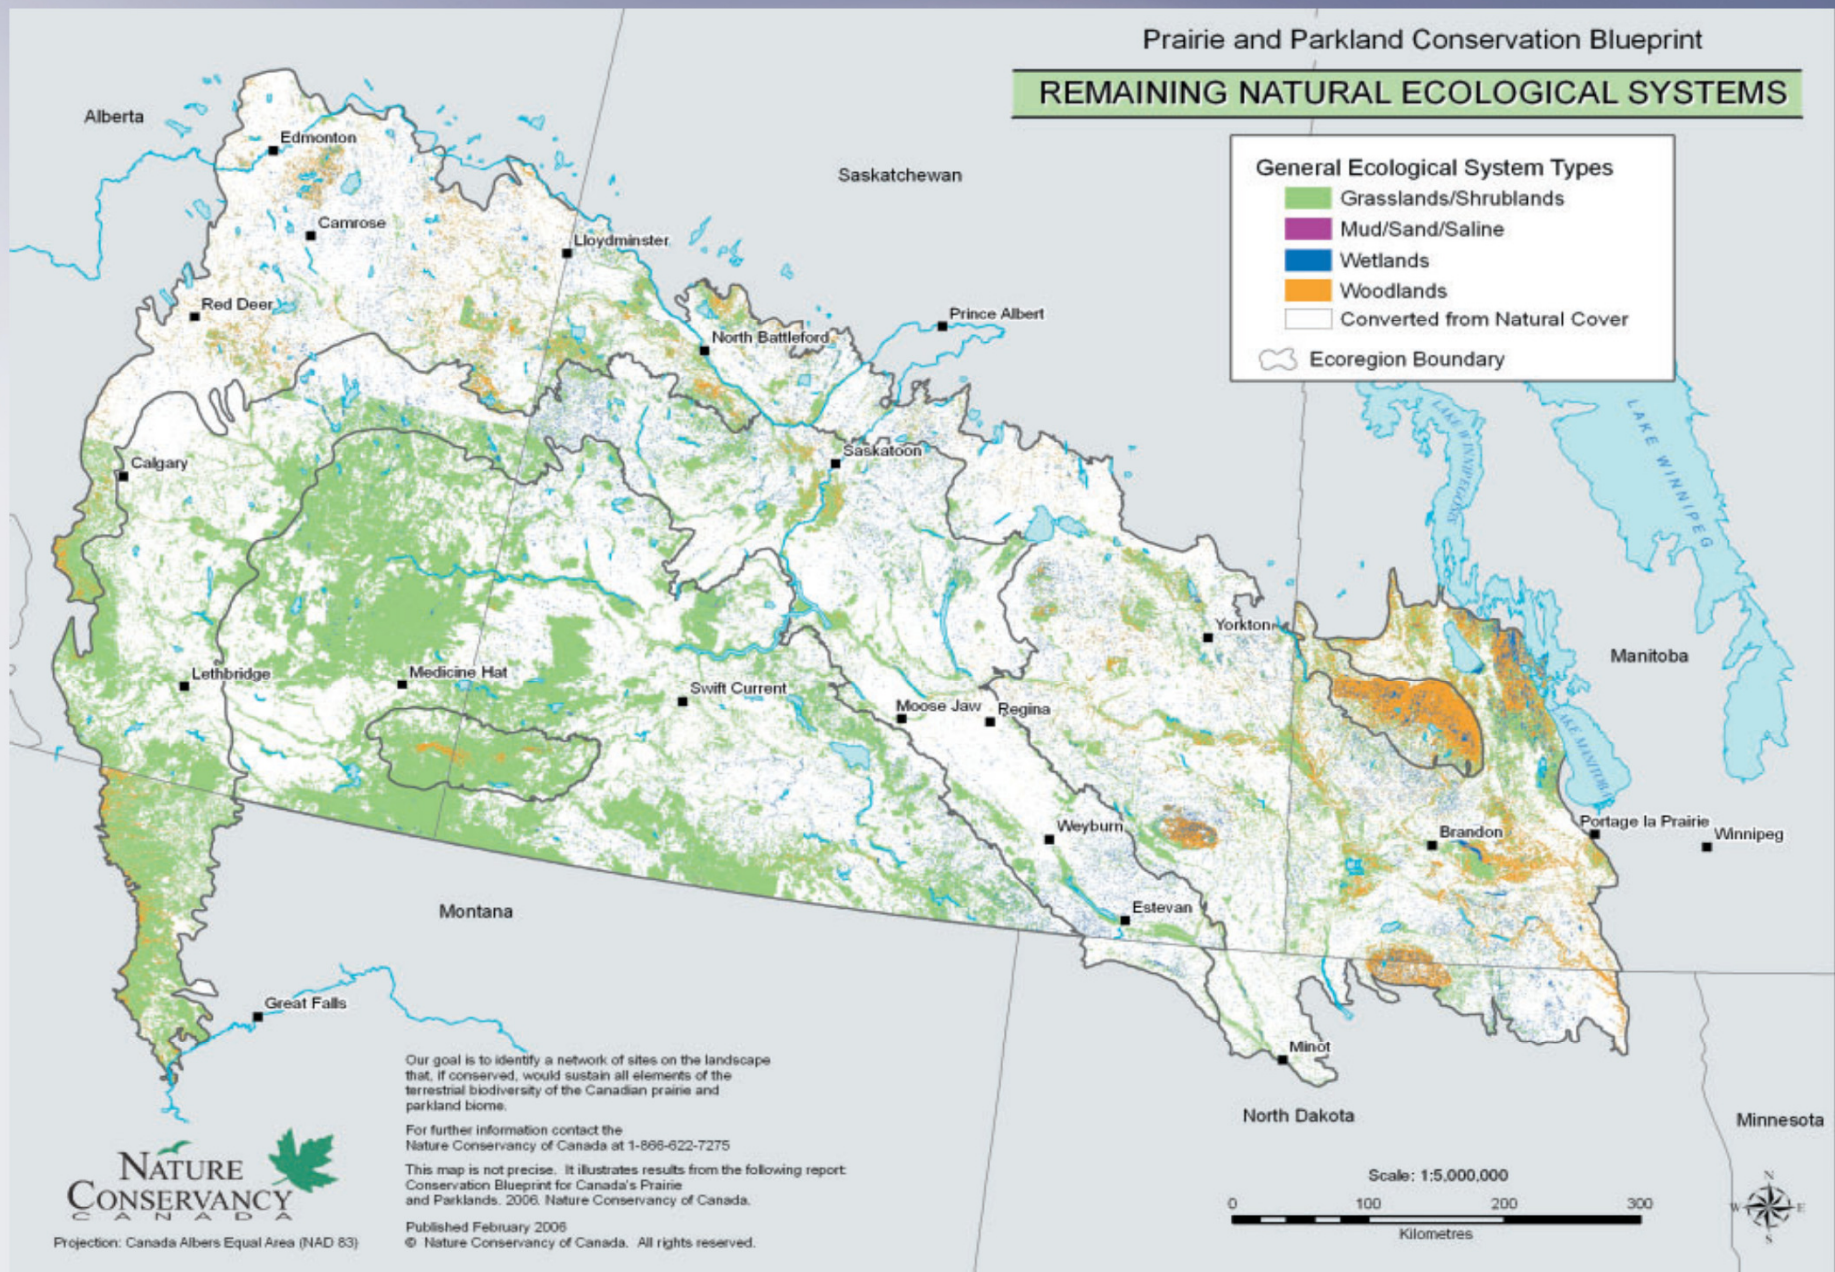 Prairie and Parkland Conservation Blueprint
REMAINING NATURAL ECOLOGICAL SYSTEMS
General Ecological System Types
Grasslands/Shrublands
Mud/Sand/Saline
Wetlands
Woodlands
Converted from Natural Cover
Ecoregion Boundary
Alberta
Edmonton
Saskatchewan
Camrose
Lloydminster
Red Deer
Prince Albert
North Battleford
LAKE WINNIPEGOSIS
LAKE WINNIPEG
Calgary
Saskatoon
Yorkton
Manitoba
Lethbridge
Medicine Hat
Swift Current
Moose Jaw
Regina
LAKE MANITOBA
Weyburn
Brandon
Portage la Prairie
Winnipeg
Montana
Estevan
Great Falls
Minot
North Dakota
Minnesota
Our goal is to identify a network of sites on the landscape
that, if conserved, would sustain all elements of the
terrestrial biodiversity of the Canadian prairie and
parkland biome.
For further information contact the
Nature Conservancy of Canada at 1-866-622-7275
This map is not precise. It illustrates results from the following report:
Conservation Blueprint for Canada's Prairie
and Parklands. 2006. Nature Conservancy of Canada.
Published February 2006
© Nature Conservancy of Canada. All rights reserved.
NATURE
CONSERVANCY
CANADA
Projection: Canada Albers Equal Area (NAD 83)
Scale: 1:5,000,000
0 100 200 300
Kilometres
N
W E
S